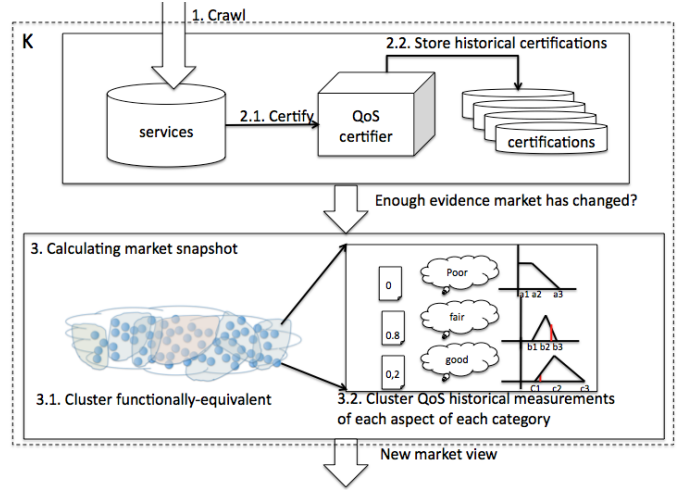 1. Crawl
K
2.2. Store historical certifications
services
2.1. Certify
QoS
certifier
certifications
Enough evidence market has changed?
3. Calculating market snapshot
0
Poor
a1 a2 a3
0.8
fair
b1 b2 b3
0,2
good
C1 c2 c3
3.1. Cluster functionally-equivalent
3.2. Cluster QoS historical measurements
of each aspect of each category
New market view